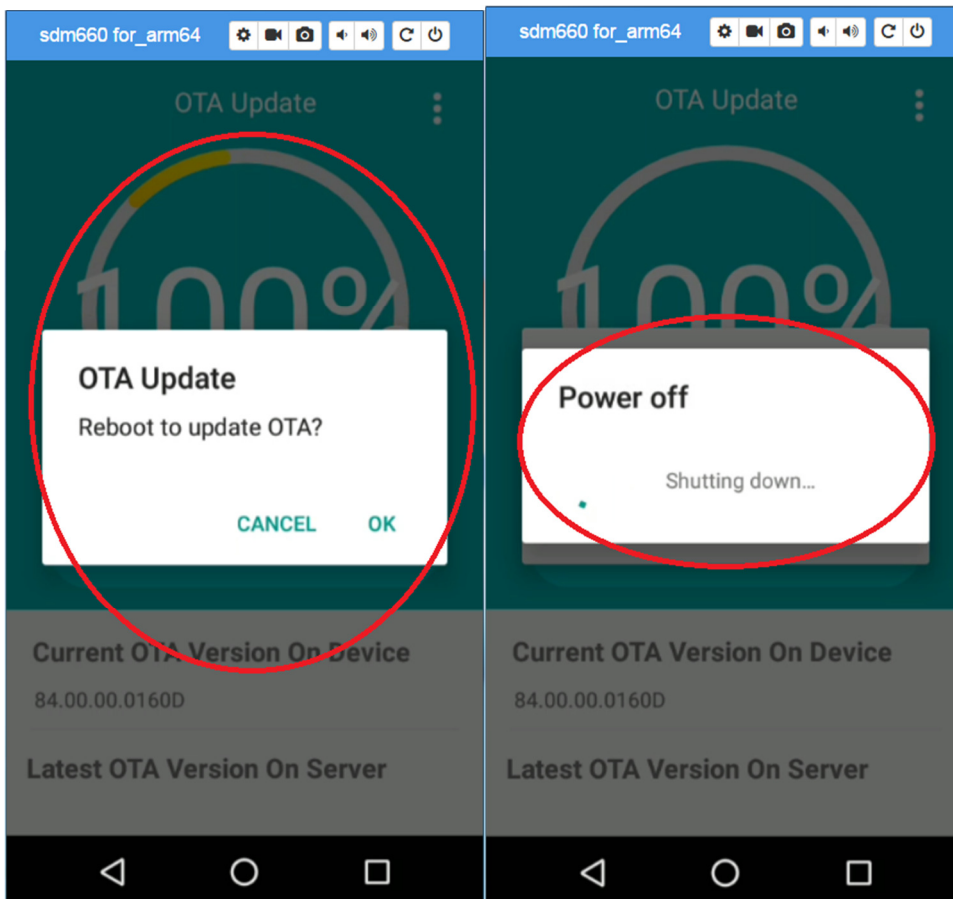 sdm660 for_arm64
OTA Update
100%
OTA Update
Reboot to update OTA?
CANCEL OK
Current OTA Version On Device
84.00.00.0160D
Latest OTA Version On Server
sdm660 for_arm64
OTA Update
100%
Power off
Shutting down...
Current OTA Version On Device
84.00.00.0160D
Latest OTA Version On Server